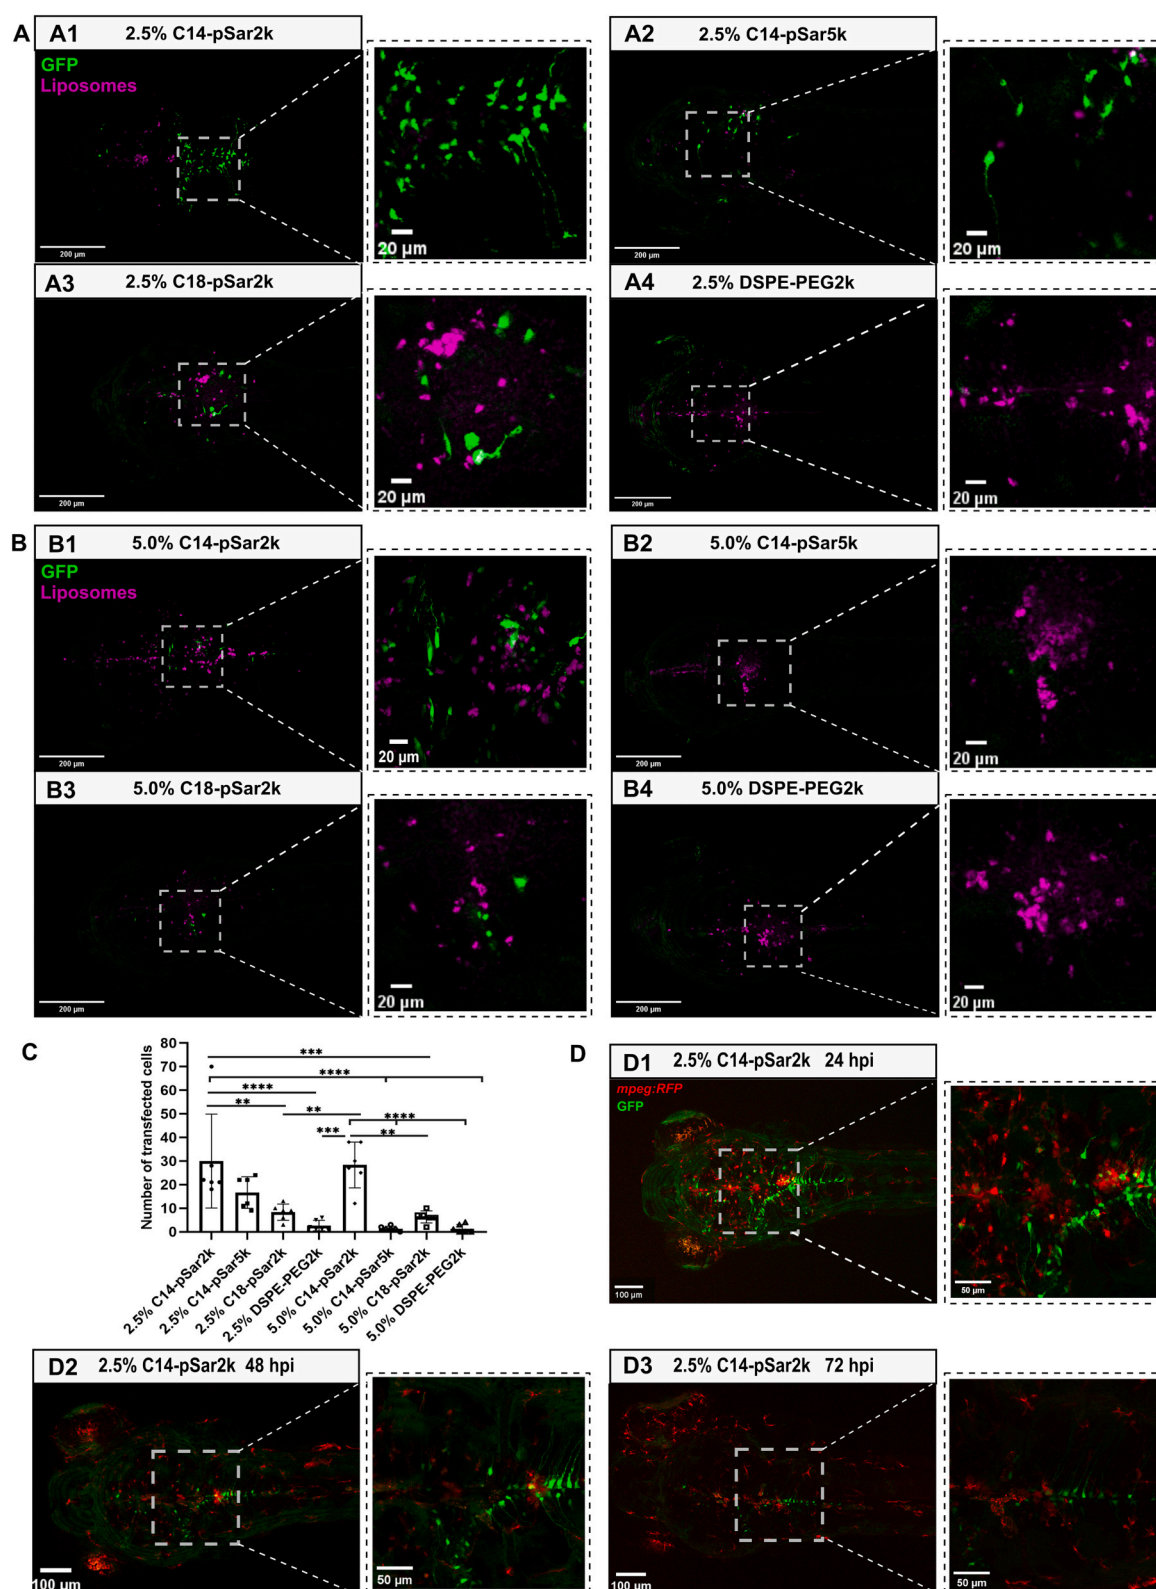 A
A1 2.5% C14-pSar2k
GFP
Liposomes
200 µm
20 µm
A2 2.5% C14-pSar5k
200 µm
20 µm
A3 2.5% C18-pSar2k
200 µm
20 µm
A4 2.5% DSPE-PEG2k
200 µm
20 µm
B
B1 5.0% C14-pSar2k
GFP
Liposomes
200 µm
20 µm
B2 5.0% C14-pSar5k
200 µm
20 µm
B3 5.0% C18-pSar2k
200 µm
20 µm
B4 5.0% DSPE-PEG2k
200 µm
20 µm
C
Number of transfected cells
80
70
60
50
40
30
20
10
0
***
****
****
** ** ****
*** **
2.5% C14-pSar2k
2.5% C14-pSar5k
2.5% C18-pSar2k
2.5% DSPE-PEG2k
5.0% C14-pSar2k
5.0% C14-pSar5k
5.0% C18-pSar2k
5.0% DSPE-PEG2k
D
D1 2.5% C14-pSar2k 24 hpi
mpeg:RFP
GFP
100 µm
50 µm
D2 2.5% C14-pSar2k 48 hpi
100 µm
50 µm
D3 2.5% C14-pSar2k 72 hpi
100 µm
50 µm